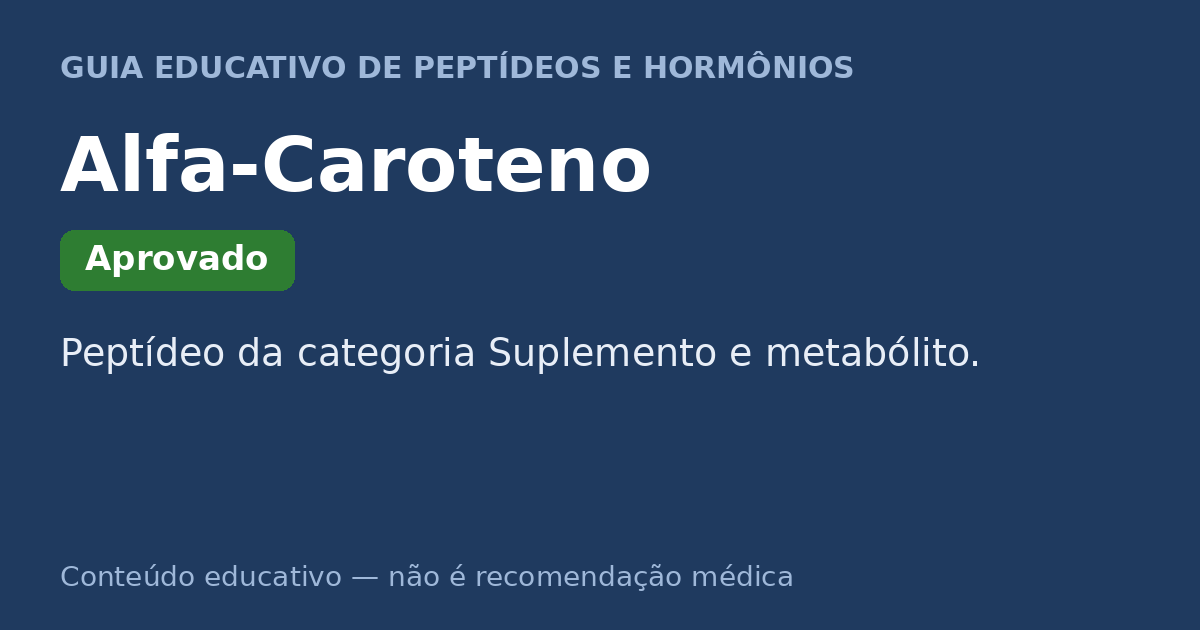 GUIA EDUCATIVO DE PEPTÍDEOS E HORMÔNIOS
Alfa-Caroteno
Aprovado
Peptídeo da categoria Suplemento e metabólito.
Conteúdo educativo — não é recomendação médica